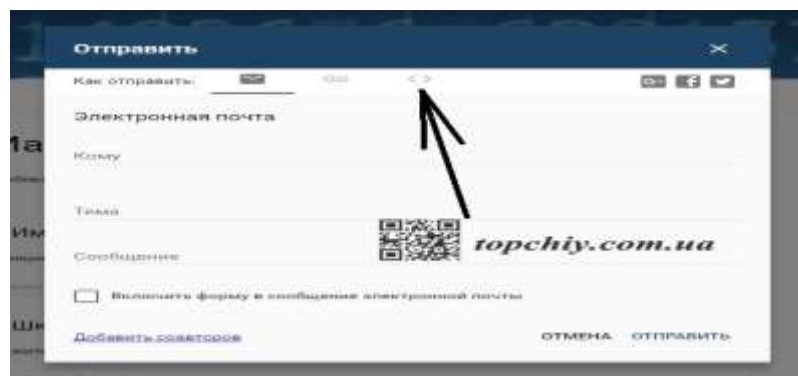 Отправить
Как отправить:
Электронная почта
Кому
Тема
topchiy.com.ua
Сообщение
Включить форму в сообщение электронной почты
Добавить соавторов
ОТМЕНА ОТПРАВИТЬ